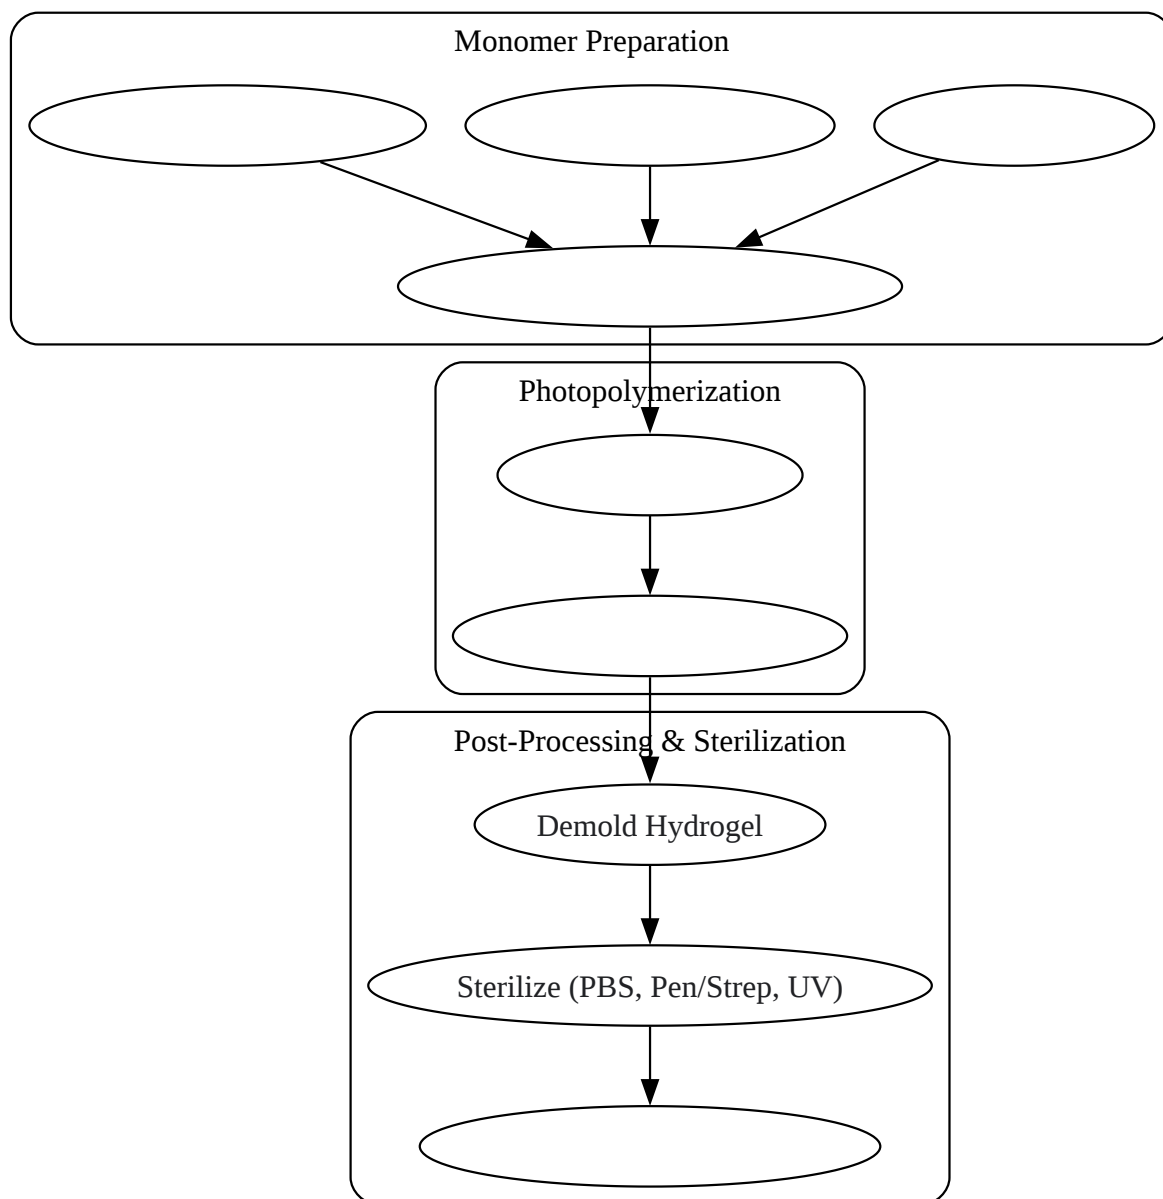 Monomer Preparation
Photopolymerization
Post-Processing & Sterilization
Demold Hydrogel
Sterilize (PBS, Pen/Strep, UV)